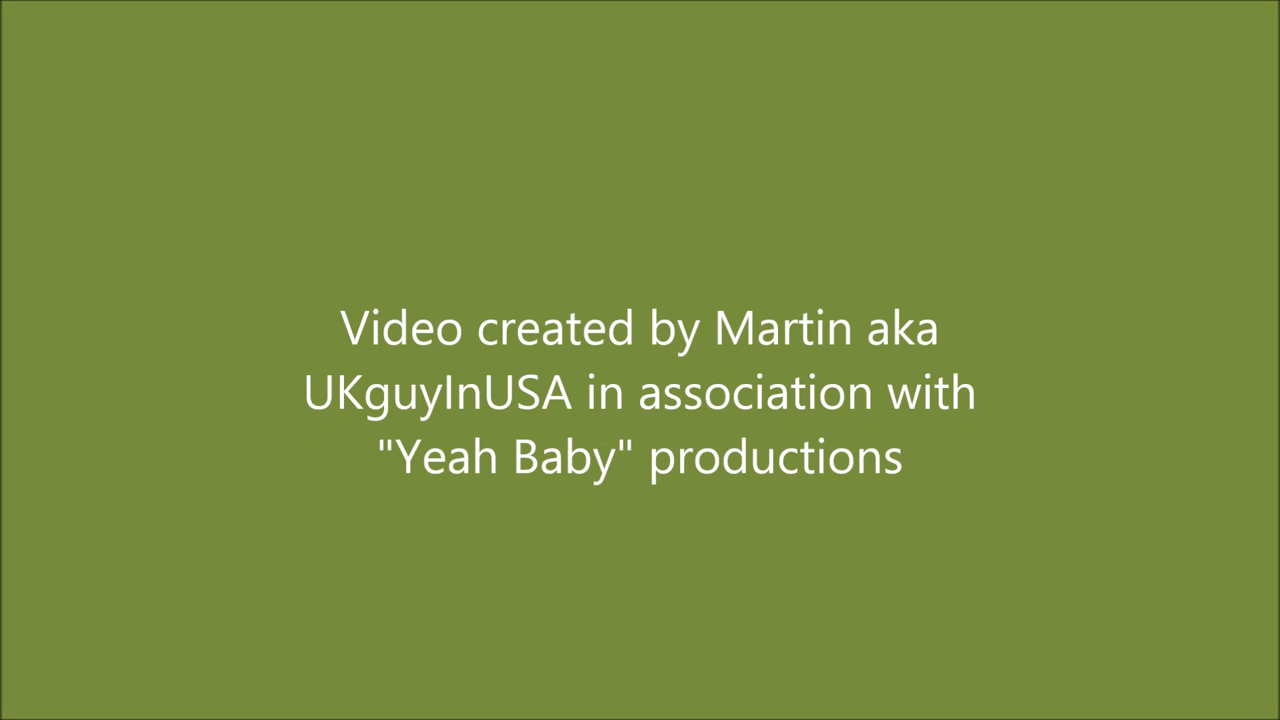 Video created by Martin aka
UKguyInUSA in association with
"Yeah Baby" productions